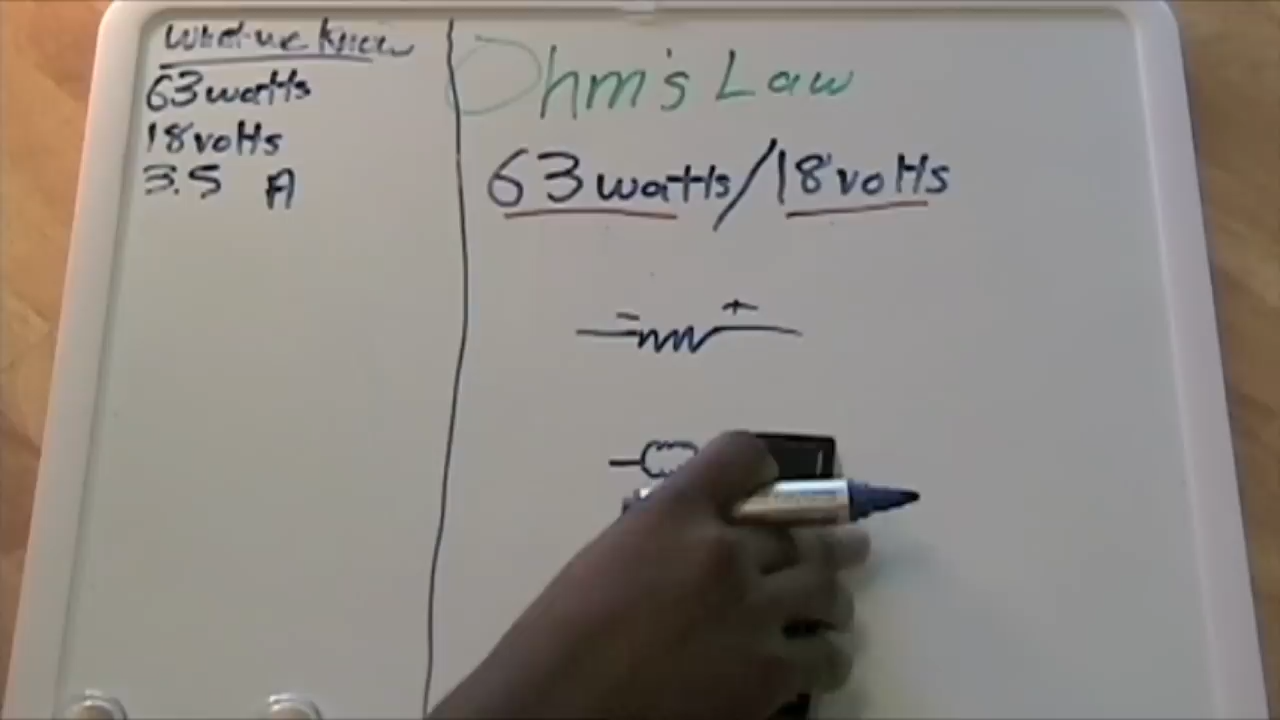 what we know
63 watts
18 volts
3.5 A
Ohm's Law
63 watts/18 volts
- +